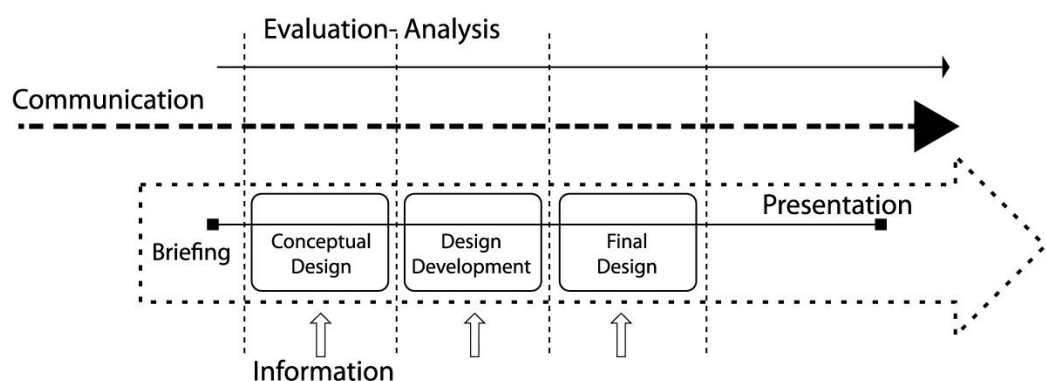 Evaluation- Analysis
Communication
Presentation
Briefing
Conceptual
Design
Design
Development
Final
Design
Information